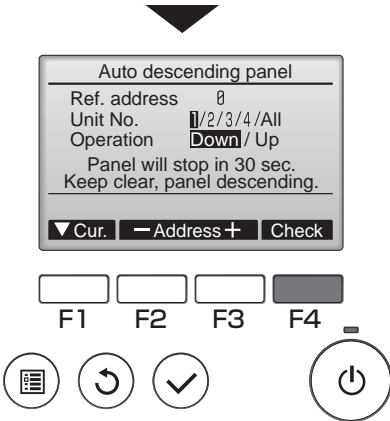 Auto descending panel
Ref. address 0
Unit No. 1/2/3/4/All
Operation Down / Up
Panel will stop in 30 sec.
Keep clear, panel descending.
▼Cur. －Address＋ Check
F1 F2 F3 F4